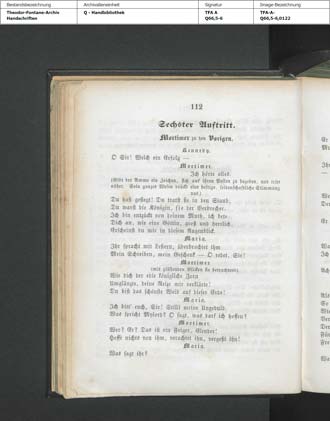 Bestandsbezeichnung
Archivalieneinheit
Signatur
Image-Bezeichnung
Theodor-Fontane-Archiv
Handschriften
Q - Handbibliothek
TFA A
Q66,5-6
TFA-A-
Q66,5-6,0122
112
Sechster Auftritt.
Mortimer zu den Vorigen.
Kennedy.
O Sir! Welch ein Erfolg —
Mortimer.
Ich hörte alles.
(Gibt der Amme ein Zeichen, sich auf ihren Posten zu begeben, und tritt
näher. Sein ganzes Wesen drückt eine heftige, leidenschaftliche Stimmung
aus.)
Du hast gesiegt! Du tratst sie in den Staub,
Du warst die Königin, sie der Verbrecher.
Ich bin entzückt von deinem Muth, ich bete
Dich an, wie eine Göttin, groß und herrlich
Erscheinst du mir in diesem Augenblick.
Maria.
Ihr spracht mit Lestern, überbrachtet ihm
Mein Schreiben, mein Geschenk — O redet, Sir!
Mortimer
(mit glühenden Blicken sie betrachtend).
Wie dich der edle königliche Zorn
Umglänzte, deine Reize mir verklärte!
Du bist das schönste Weib auf dieser Erde!
Maria.
Ich bitt' euch, Sir! Stillt meine Ungeduld.
Was spricht Mylord? O sagt, was darf ich hoffen?
Mortimer.
Wer? Er? Das ist ein Feiger, Elender!
Hofft nichts von ihm, verachtet ihn, vergeßt ihn!
Maria.
Was sagt ihr?